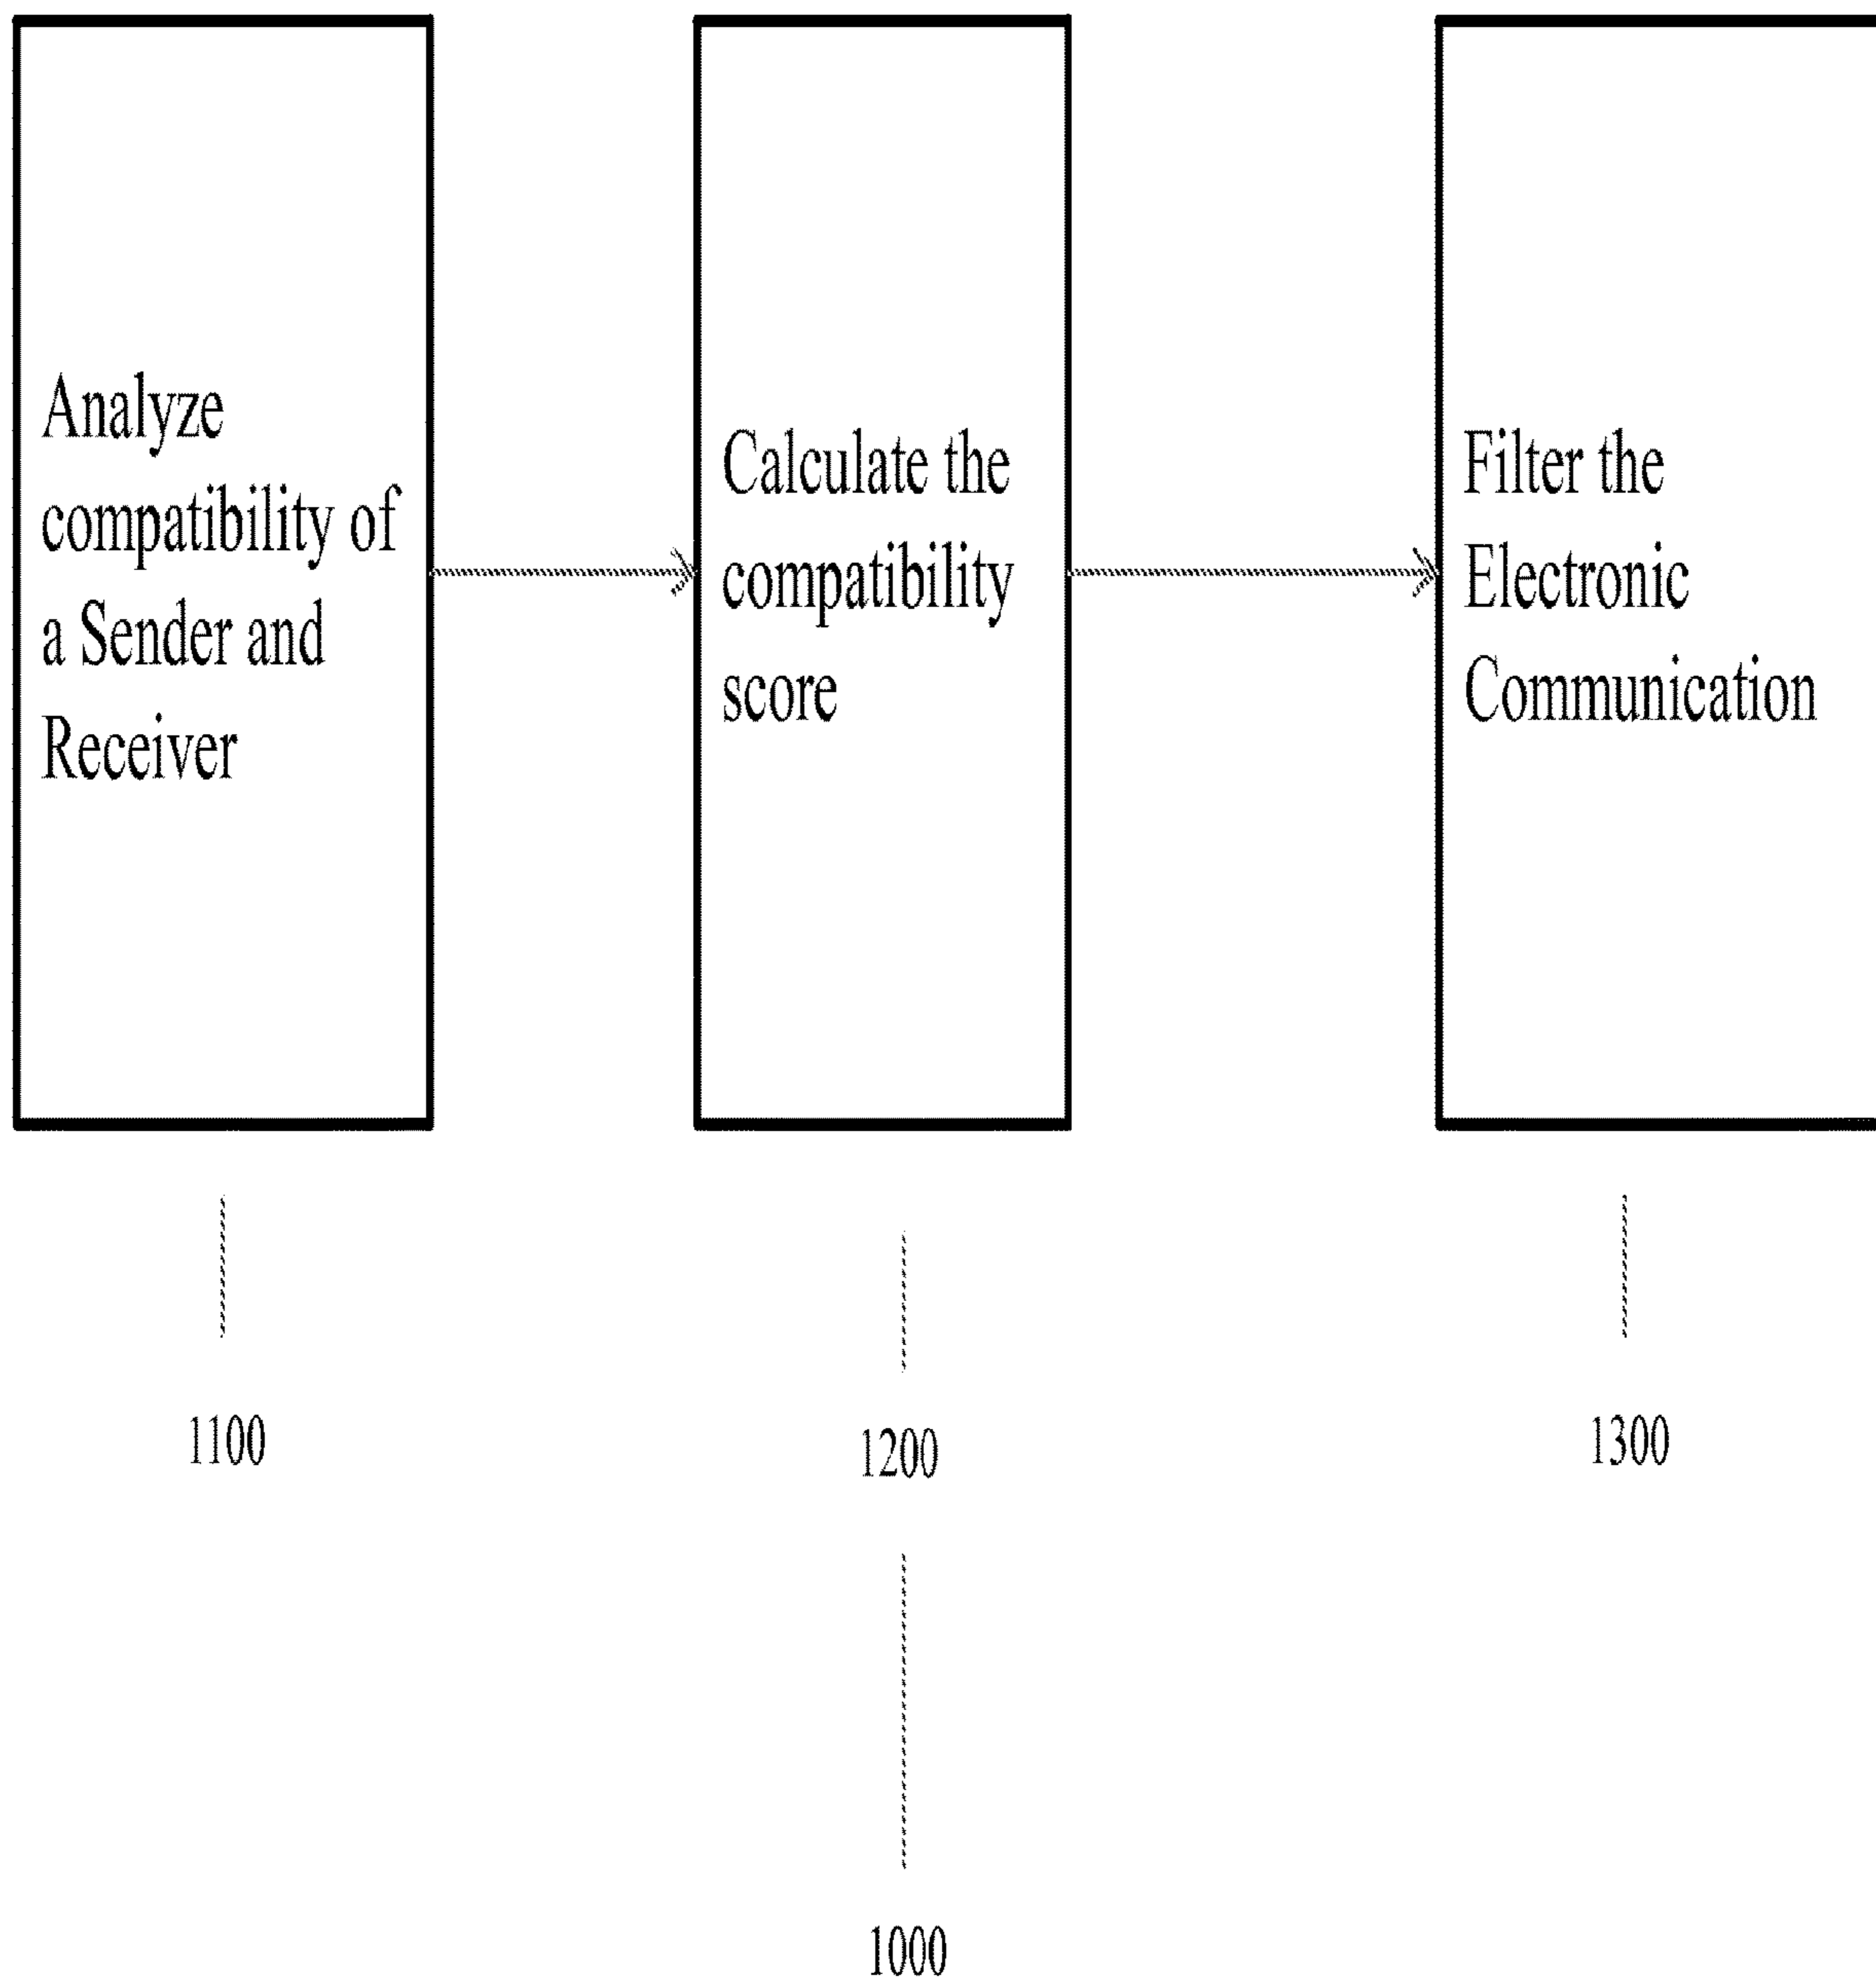 Analyze
compatibility of
a Sender and
Receiver
Calculate the
compatibility
score
Filter the
Electronic
Communication
1100
1200
1300
1000